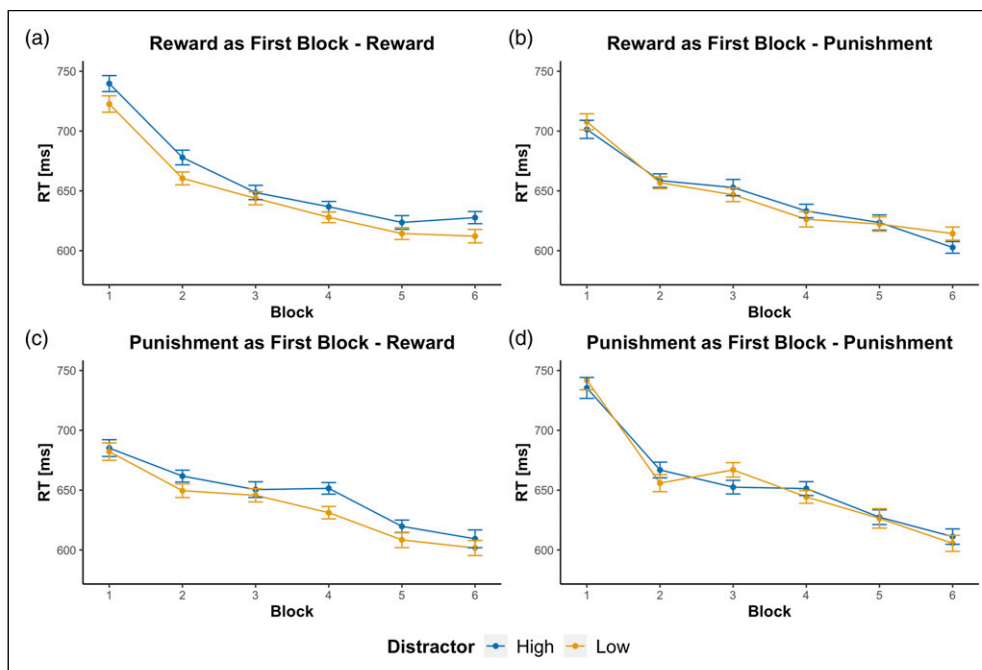 (a)
Reward as First Block - Reward
750
700
650
600
RT [ms]
1 2 3 4 5 6
Block
(b)
Reward as First Block - Punishment
750
700
650
600
RT [ms]
1 2 3 4 5 6
Block
(c)
Punishment as First Block - Reward
750
700
650
600
RT [ms]
1 2 3 4 5 6
Block
(d)
Punishment as First Block - Punishment
750
700
650
600
RT [ms]
1 2 3 4 5 6
Block
Distractor High Low